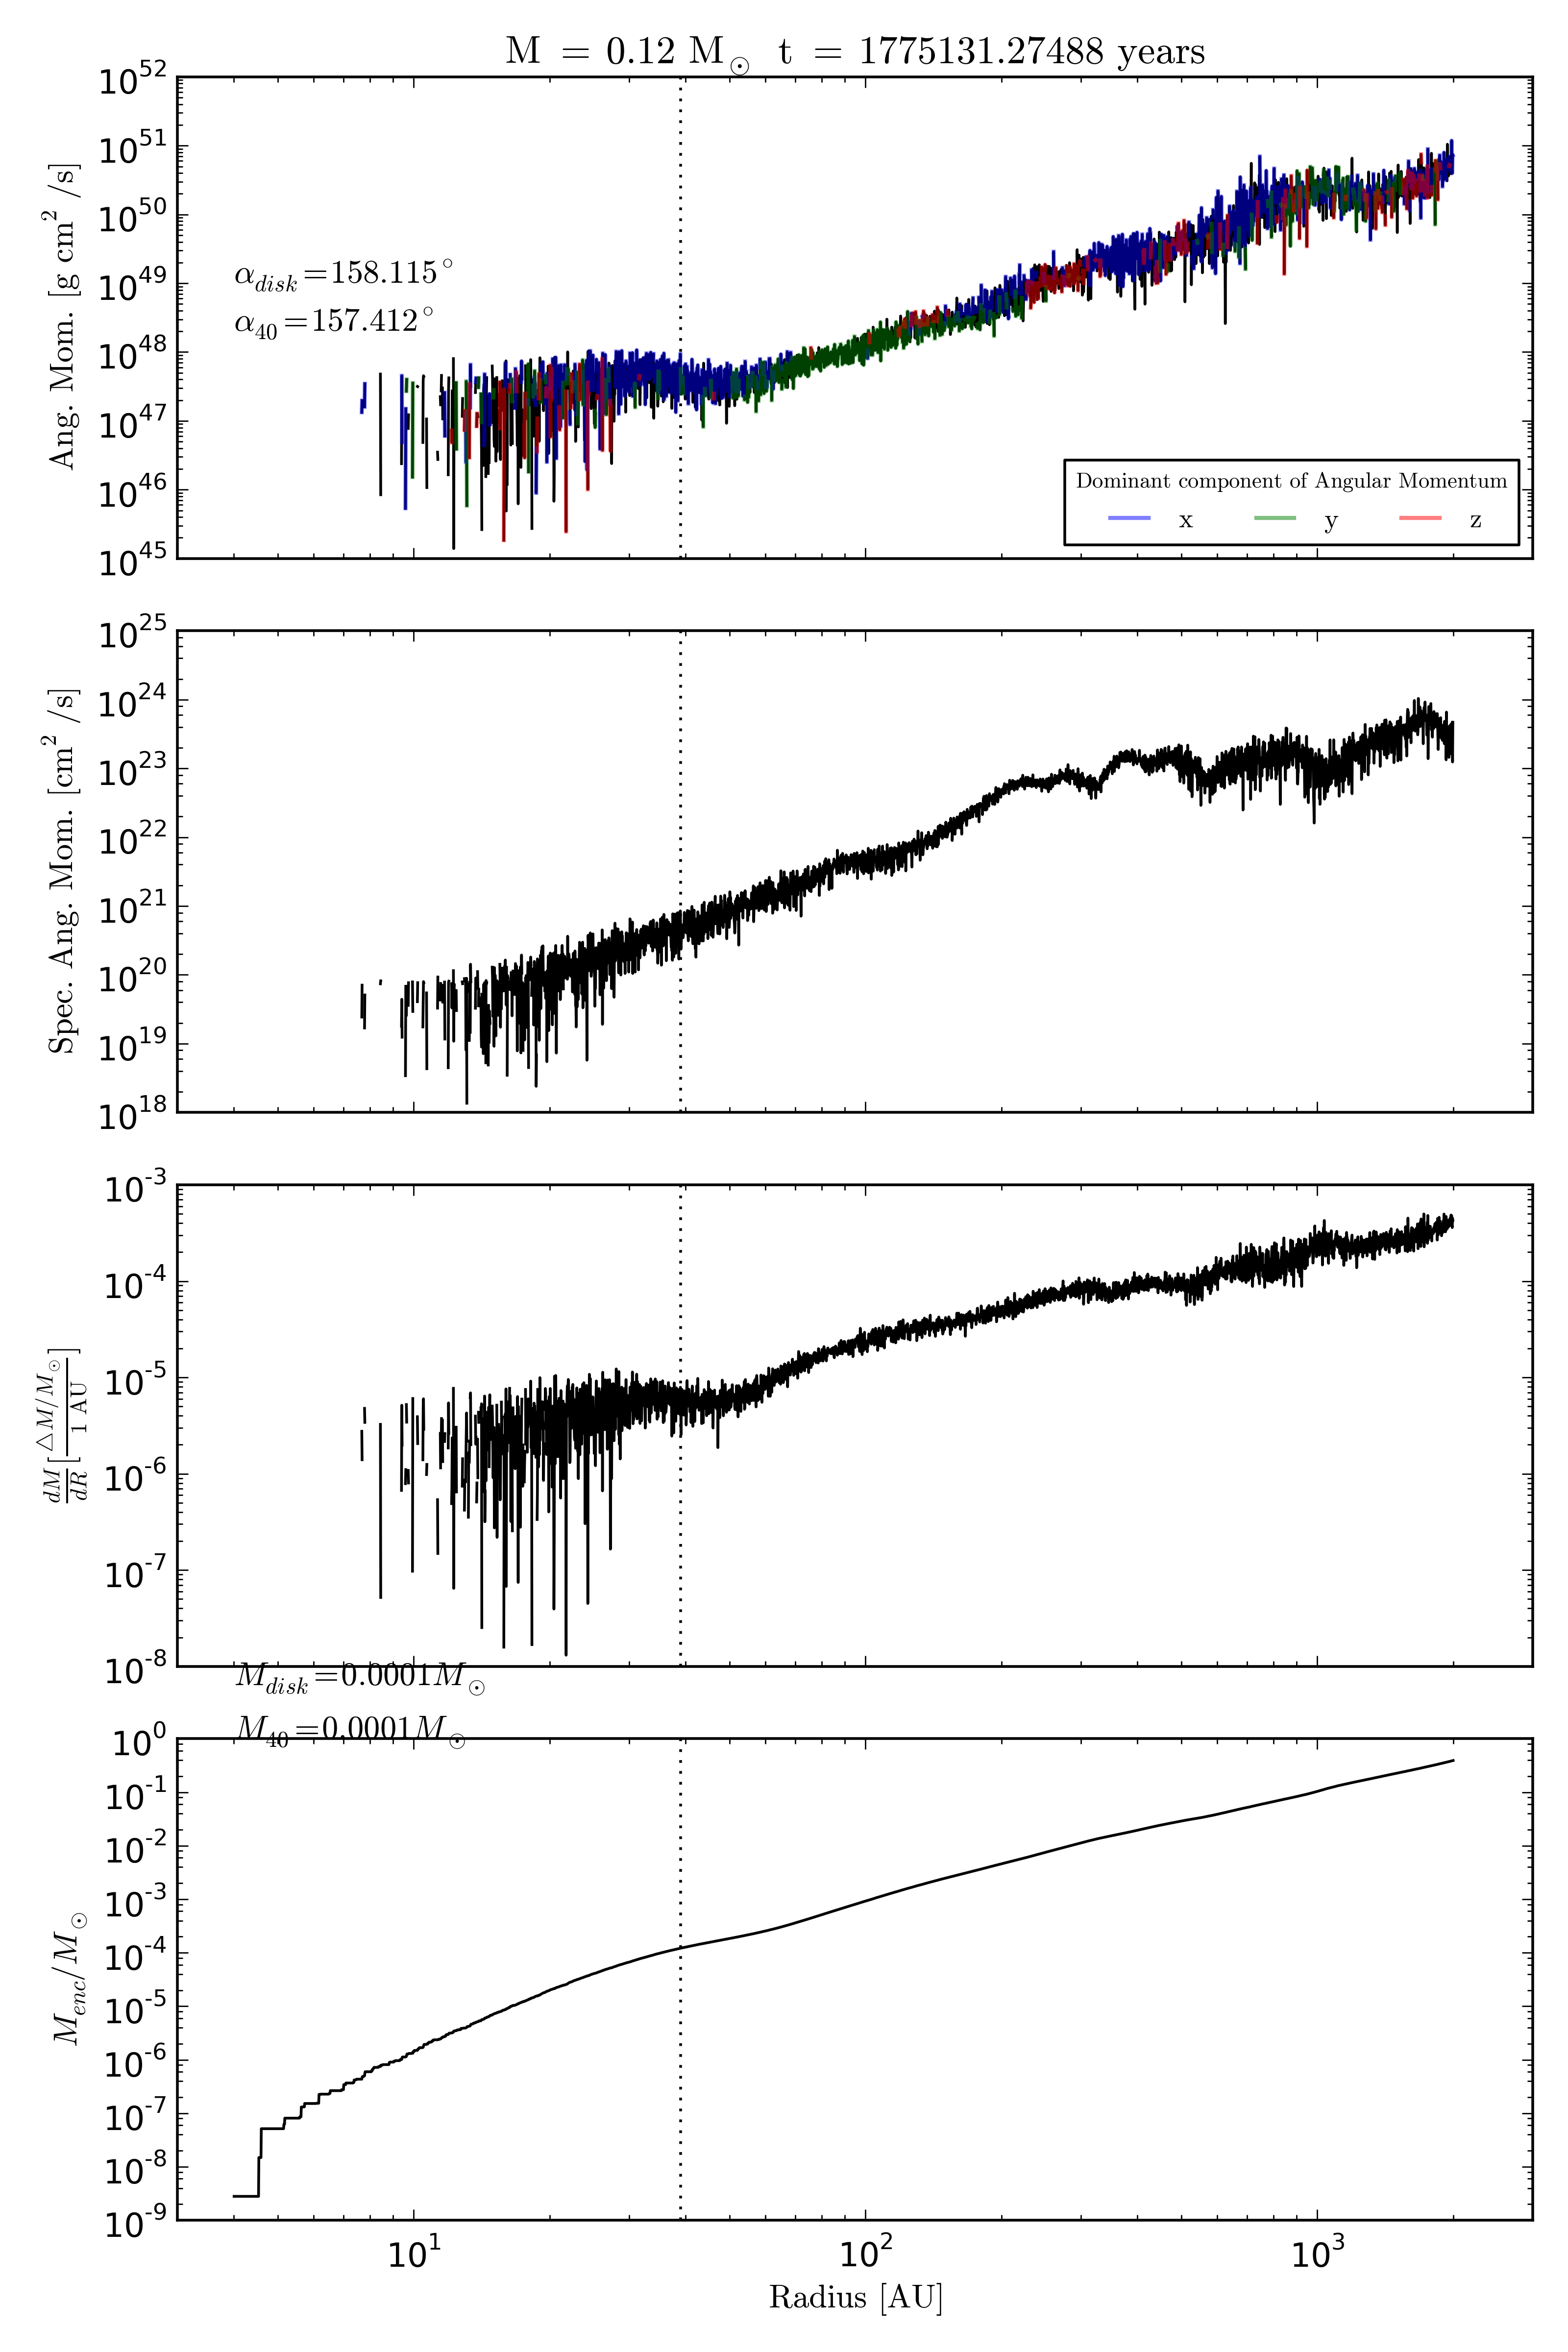 M = 0.12 M⊙ t = 1775131.27488 years
10^52
10^51
10^50
10^49
10^48
10^47
10^46
10^45
Ang. Mom. [g cm^2 /s]
α_disk=158.115°
α_40=157.412°
Dominant component of Angular Momentum
x y z
10^25
10^24
10^23
10^22
10^21
10^20
10^19
10^18
Spec. Ang. Mom. [cm^2 /s]
10^-3
10^-4
10^-5
10^-6
10^-7
10^-8
dM/dR [△M/M⊙ / 1 AU]
M_disk=0.0001M⊙
M_40=0.0001M⊙
10^0
10^-1
10^-2
10^-3
10^-4
10^-5
10^-6
10^-7
10^-8
10^-9
M_enc/M⊙
10^1 10^2 10^3
Radius [AU]